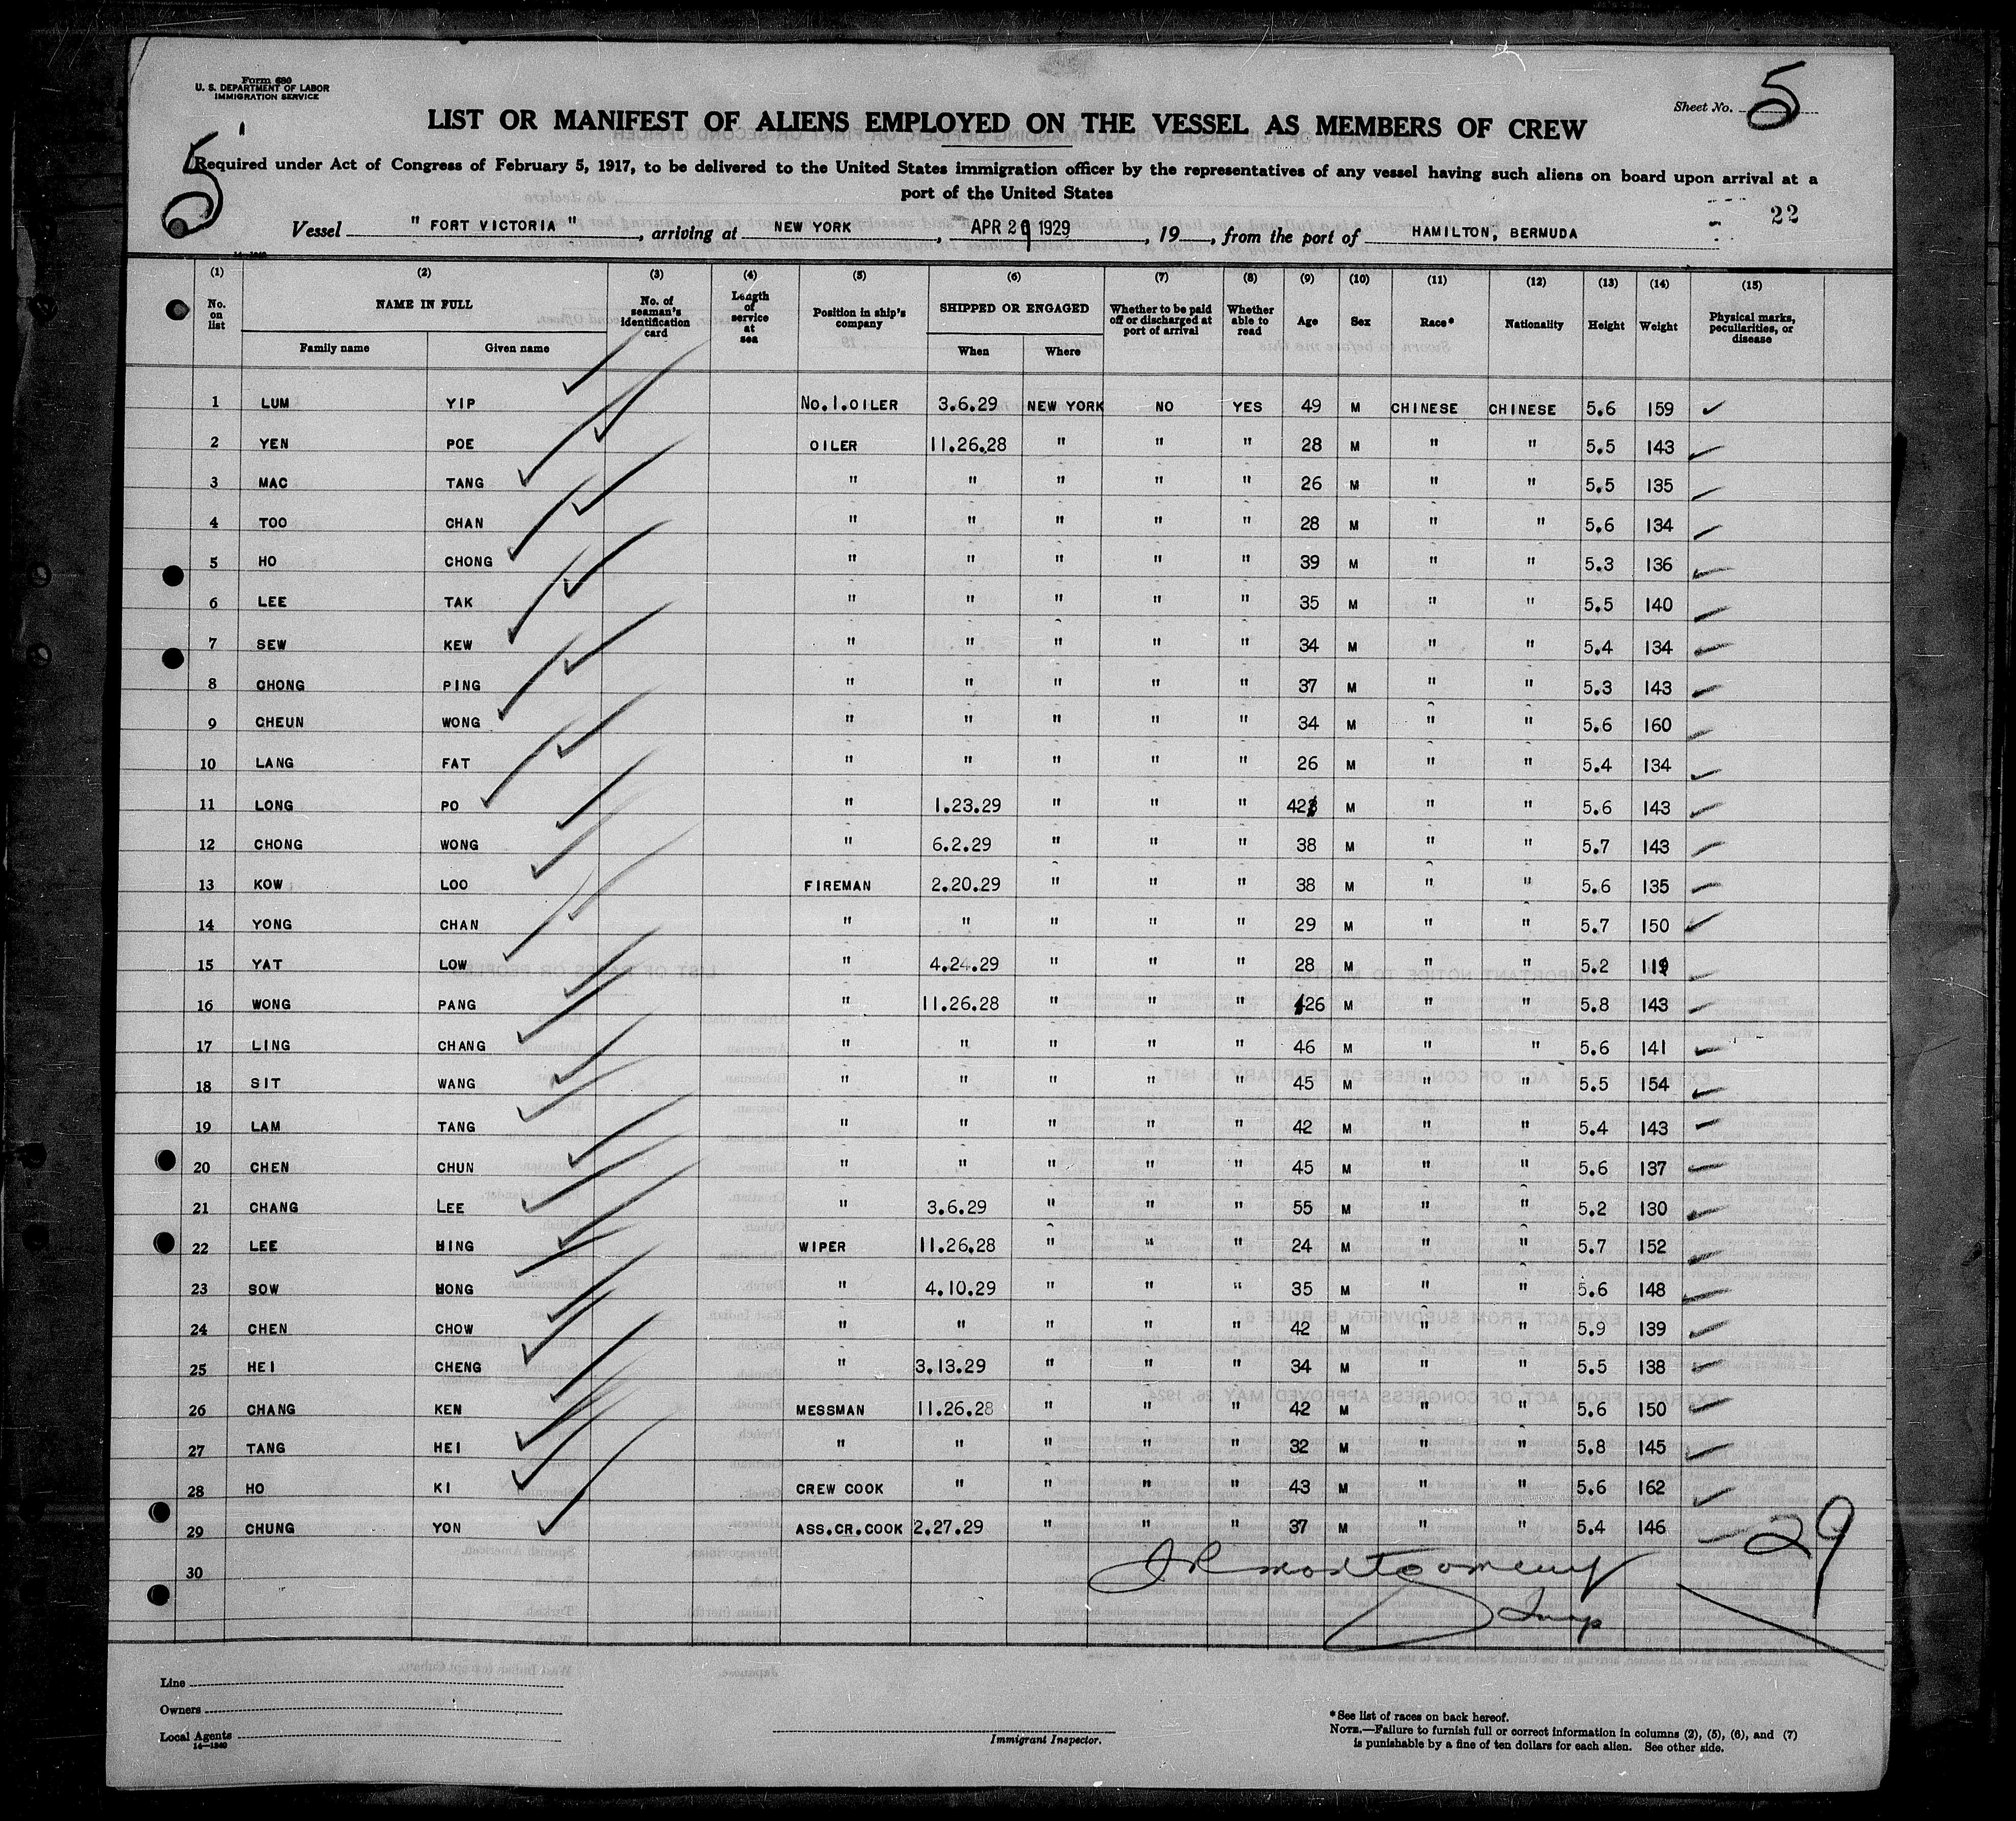 Form 680
U. S. DEPARTMENT OF LABOR
IMMIGRATION SERVICE
Sheet No. 5
5
LIST OR MANIFEST OF ALIENS EMPLOYED ON THE VESSEL AS MEMBERS OF CREW
Required under Act of Congress of February 5, 1917, to be delivered to the United States immigration officer by the representatives of any vessel having such aliens on board upon arrival at a
port of the United States
22
Vessel " FORT VICTORIA ", arriving at NEW YORK, APR 29 1929, 19 , from the port of HAMILTON, BERMUDA
(1) (2) (3) (4) (5) (6) (7) (8) (9) (10) (11) (12) (13) (14) (15)
No. on list NAME IN FULL No. of seaman's identification card Length of service at sea Position in ship's company SHIPPED OR ENGAGED Whether to be paid off or discharged at port of arrival Whether able to read Age Sex Race* Nationality Height Weight Physical marks, peculiarities, or disease
Family name Given name When Where
1 LUM YIP No.1.OILER 3.6.29 NEW YORK NO YES 49 M CHINESE CHINESE 5.6 159
2 YEN POE OILER 11.26.28 " " " 28 M " " 5.5 143
3 MAC TANG " " " " " 26 M " " 5.5 135
4 TOO CHAN " " " " " 28 M " " 5.6 134
5 HO CHONG " " " " " 39 M " " 5.3 136
6 LEE TAK " " " " " 35 M " " 5.5 140
7 SEW KEW " " " " " 34 M " " 5.4 134
8 CHONG PING " " " " " 37 M " " 5.3 143
9 CHEUN WONG " " " " " 34 M " " 5.6 160
10 LANG FAT " " " " " 26 M " " 5.4 134
11 LONG PO " 1.23.29 " " " 42 M " " 5.6 143
12 CHONG WONG " 6.2.29 " " " 38 M " " 5.7 143
13 KOW LOO FIREMAN 2.20.29 " " " 38 M " " 5.6 135
14 YONG CHAN " " " " " 29 M " " 5.7 150
15 YAT LOW " 4.24.29 " " " 28 M " " 5.2 119
16 WONG PANG " 11.26.28 " " " 26 M " " 5.8 143
17 LING CHANG " " " " " 46 M " " 5.6 141
18 SIT WANG " " " " " 45 M " " 5.5 154
19 LAM TANG " " " " " 42 M " " 5.4 143
20 CHEN CHUN " " " " " 45 M " " 5.6 137
21 CHANG LEE " 3.6.29 " " " 55 M " " 5.2 130
22 LEE HING WIPER 11.26.28 " " " 24 M " " 5.7 152
23 SOW HONG " 4.10.29 " " " 35 M " " 5.6 148
24 CHEN CHOW " " " " " 42 M " " 5.9 139
25 HEI CHENG " 3.13.29 " " " 34 M " " 5.5 138
26 CHANG KEN MESSMAN 11.26.28 " " " 42 M " " 5.6 150
27 TANG HEI " " " " " 32 M " " 5.8 145
28 HO KI CREW COOK " " " " 43 M " " 5.6 162
29 CHUNG YON ASS.CR.COOK 2.27.29 " " " 37 M " " 5.4 146
29
30
JR Montgomery
Insp
Line
Owners
Local Agents
14—1340
Immigrant Inspector.
*See list of races on back hereof.
NOTE.—Failure to furnish full or correct information in columns (2), (5), (6), and (7)
is punishable by a fine of ten dollars for each alien. See other side.